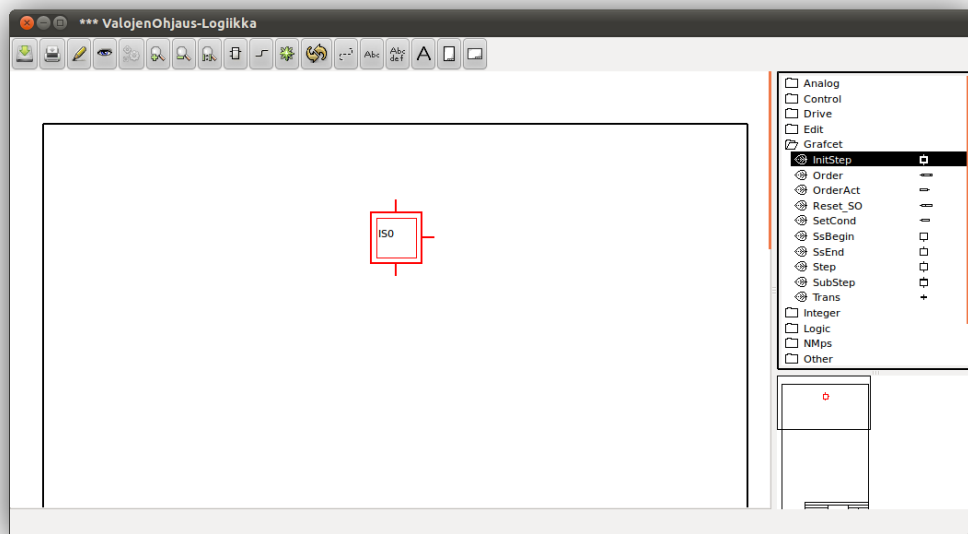 *** ValojenOhjaus-Logiikka
Abc
Abc
def
A
IS0
Analog
Control
Drive
Edit
Grafcet
InitStep
Order
OrderAct
Reset_SO
SetCond
SsBegin
SsEnd
Step
SubStep
Trans
Integer
Logic
NMps
Other